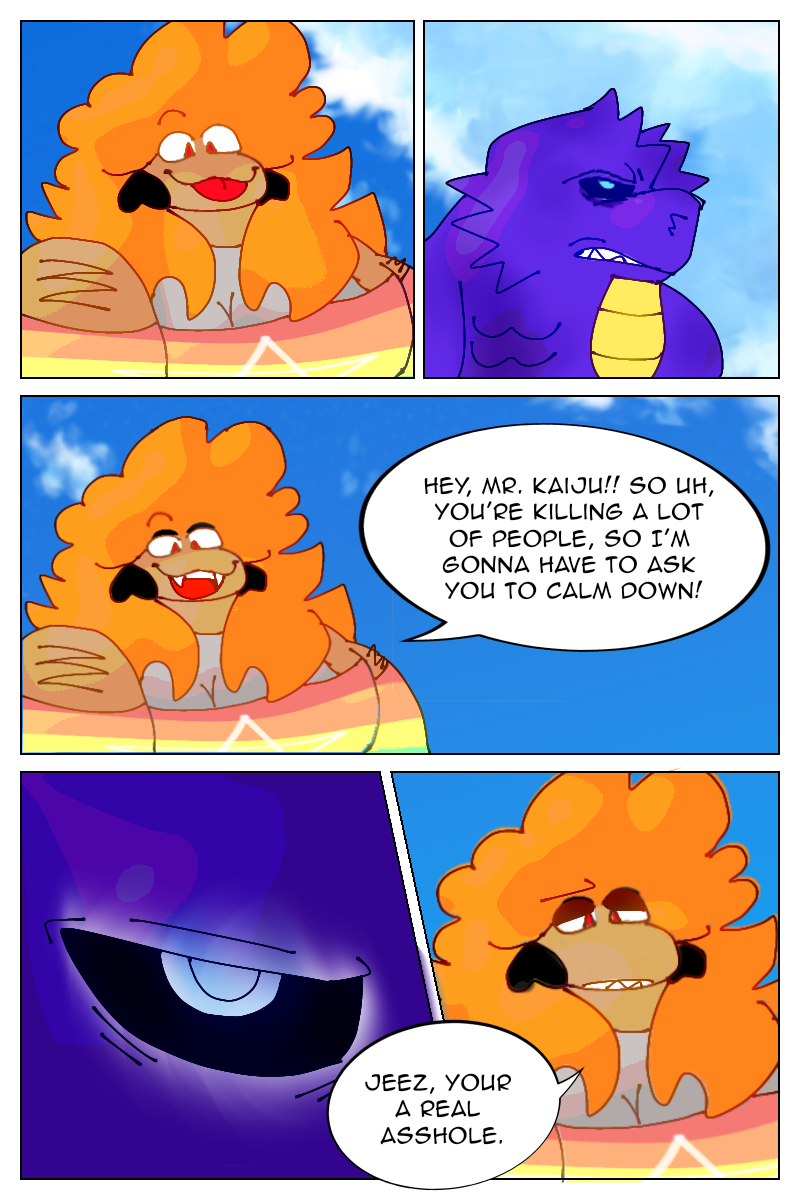 HEY, MR. KAIJU!! SO UH,
YOU'RE KILLING A LOT
OF PEOPLE, SO I'M
GONNA HAVE TO ASK
YOU TO CALM DOWN!
JEEZ, YOUR
A REAL
ASSHOLE.